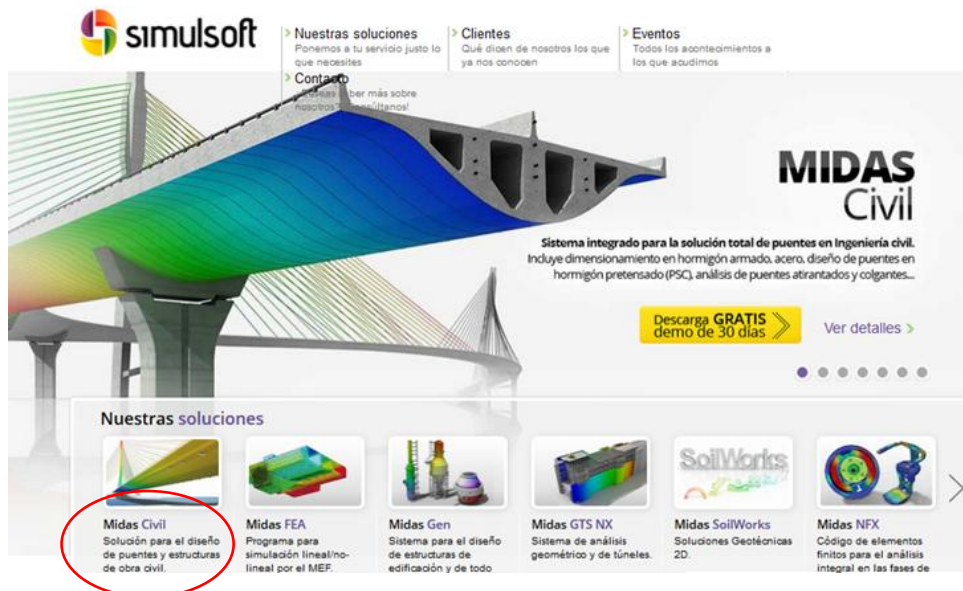 simulsoft
Nuestras soluciones
Ponemos a tu servicio justo lo
que necesites
Clientes
Qué dicen de nosotros los que
ya nos conocen
Eventos
Todos los acontecimientos a
los que acudimos
Contacto
ber más sobre
MIDAS
Civil
Sistema integrado para la solución total de puentes en Ingeniería civil.
Incluye dimensionamiento en hormigón armado, acero, diseño de puentes en
hormigón pretensado (PSC), análisis de puentes atirantados y colgantes...
Descarga GRATIS
demo de 30 días
Ver detalles
Nuestras soluciones
Midas Civil
Solución para el diseño
de puentes y estructuras
de obra civil.
Midas FEA
Programa para
simulación lineal/no-
lineal por el MEF.
Midas Gen
Sistema para el diseño
de estructuras de
edificación y de todo
Midas GTS NX
Sistema de análisis
geométrico y de túneles.
SoilWorks
Midas SoilWorks
Soluciones Geotécnicas
2D.
Midas NFX
Código de elementos
finitos para el análisis
integral en las fases de